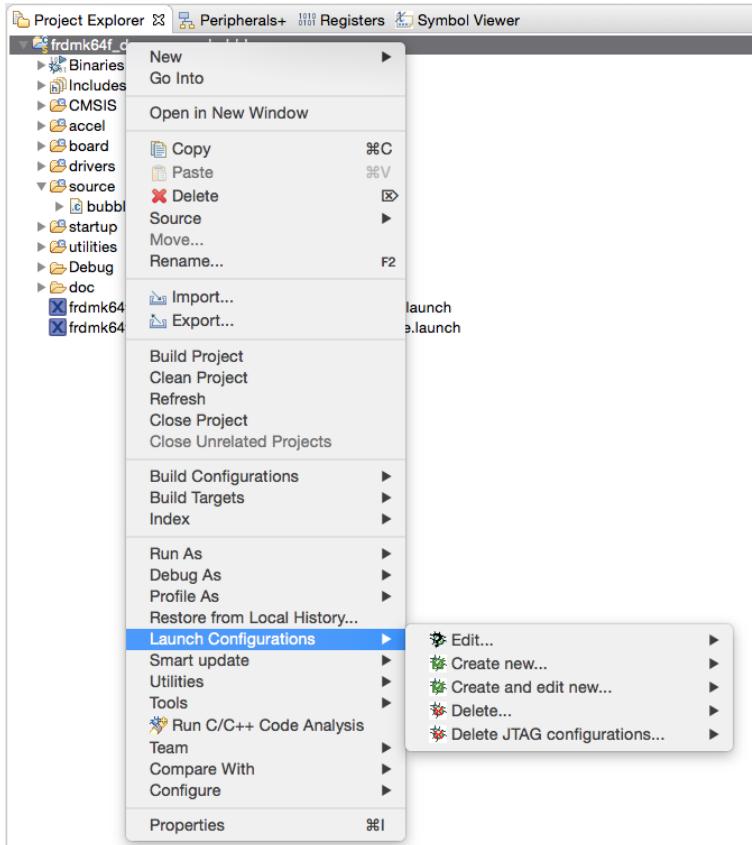 Project Explorer Peripherals+ Registers Symbol Viewer
frdmk64f_d
Binaries
Includes
CMSIS
accel
board
drivers
source
bubbl
startup
utilities
Debug
doc
frdmk64 launch
frdmk64 e.launch
New
Go Into
Open in New Window
Copy ⌘C
Paste ⌘V
Delete ⌦
Source
Move...
Rename... F2
Import...
Export...
Build Project
Clean Project
Refresh
Close Project
Close Unrelated Projects
Build Configurations
Build Targets
Index
Run As
Debug As
Profile As
Restore from Local History...
Launch Configurations
Smart update
Utilities
Tools
Run C/C++ Code Analysis
Team
Compare With
Configure
Properties ⌘I
Edit...
Create new...
Create and edit new...
Delete...
Delete JTAG configurations...